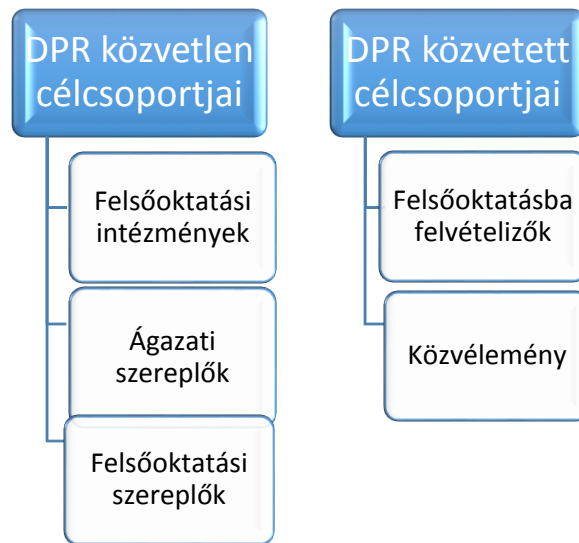 DPR közvetlen
célcsoportjai
Felsőoktatási
intézmények
Ágazati
szereplők
Felsőoktatási
szereplők
DPR közvetett
célcsoportjai
Felsőoktatásba
felvételizők
Közvélemény